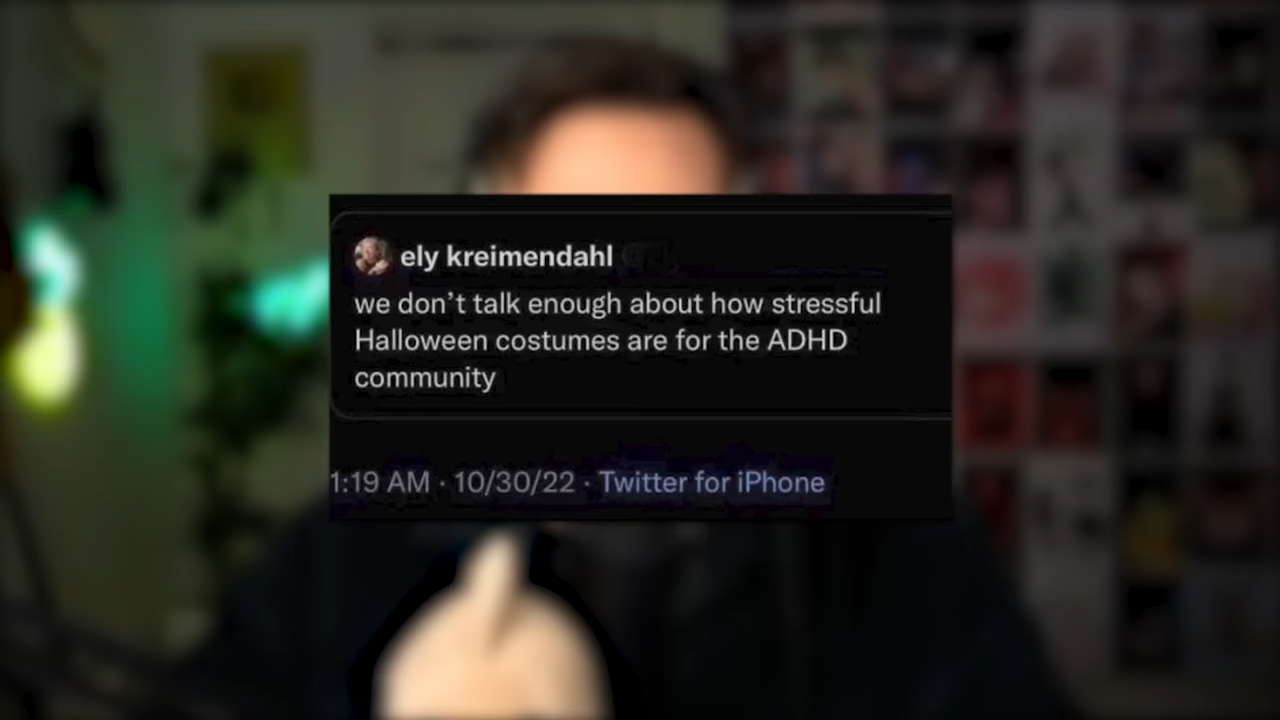 ely kreimendahl
we don't talk enough about how stressful
Halloween costumes are for the ADHD
community
1:19 AM · 10/30/22 · Twitter for iPhone